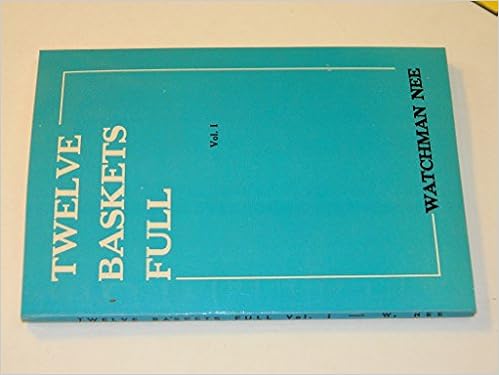 TWELVE
BASKETS
FULL
Vol. I
WATCHMAN NEE
TWELVE BASKETS FULL Vol. I — W. NEE